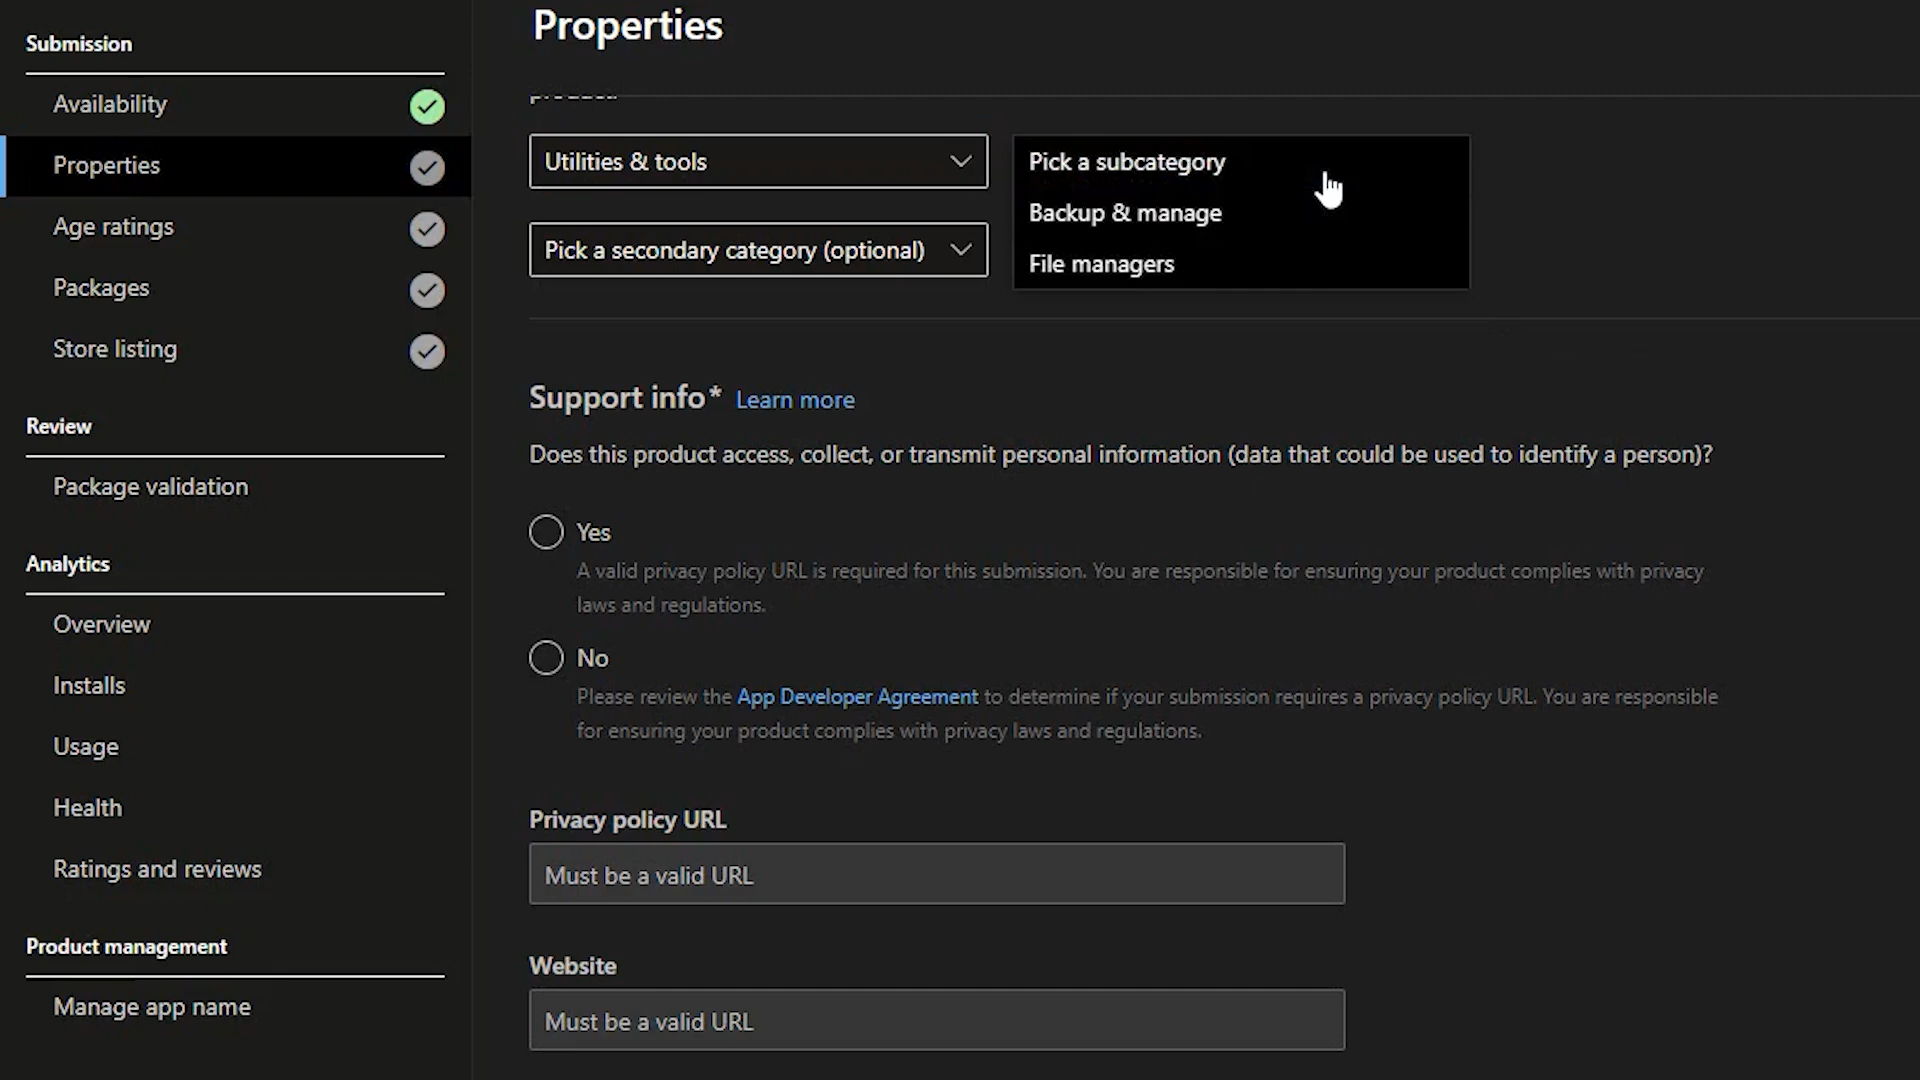 Submission
Availability
Properties
Age ratings
Packages
Store listing
Review
Package validation
Analytics
Overview
Installs
Usage
Health
Ratings and reviews
Product management
Manage app name
Properties
Utilities & tools
Pick a secondary category (optional)
Pick a subcategory
Backup & manage
File managers
Support info* Learn more
Does this product access, collect, or transmit personal information (data that could be used to identify a person)?
Yes
A valid privacy policy URL is required for this submission. You are responsible for ensuring your product complies with privacy
laws and regulations.
No
Please review the App Developer Agreement to determine if your submission requires a privacy policy URL. You are responsible
for ensuring your product complies with privacy laws and regulations.
Privacy policy URL
Must be a valid URL
Website
Must be a valid URL